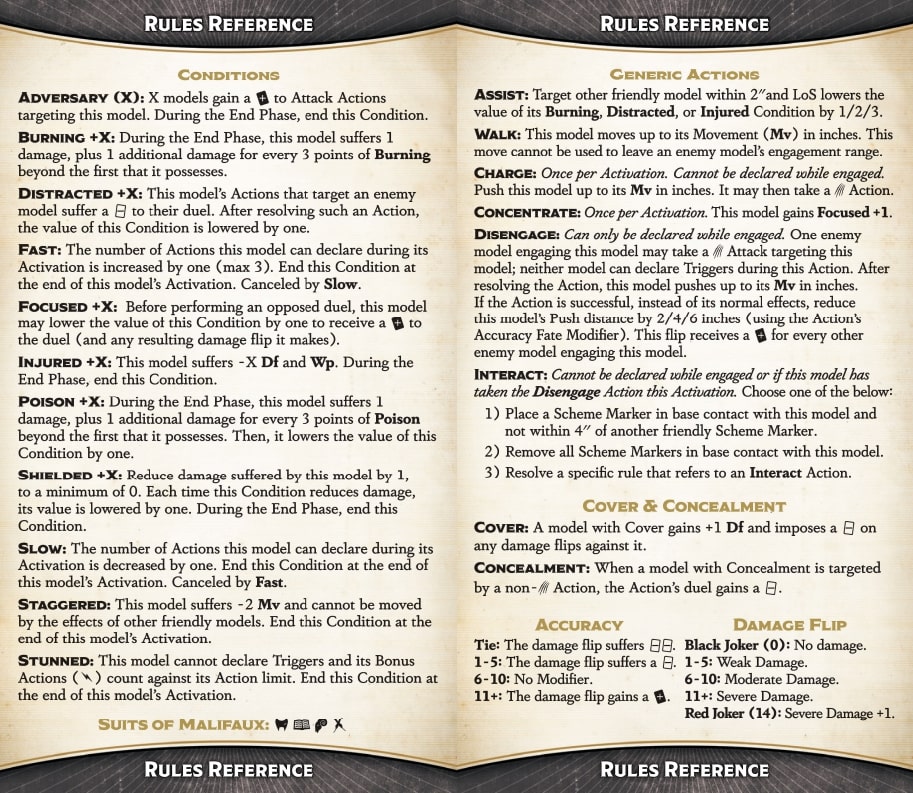 RULES REFERENCE
CONDITIONS
ADVERSARY (X): X models gain a to Attack Actions
targeting this model. During the End Phase, end this Condition.
BURNING +X: During the End Phase, this model suffers 1
damage, plus 1 additional damage for every 3 points of Burning
beyond the first that it possesses.
DISTRACTED +X: This model's Actions that target an enemy
model suffer a to their duel. After resolving such an Action,
the value of this Condition is lowered by one.
FAST: The number of Actions this model can declare during its
Activation is increased by one (max 3). End this Condition at
the end of this model's Activation. Canceled by Slow.
FOCUSED +X: Before performing an opposed duel, this model
may lower the value of this Condition by one to receive a to
the duel (and any resulting damage flip it makes).
INJURED +X: This model suffers -X Df and Wp. During the
End Phase, end this Condition.
POISON +X: During the End Phase, this model suffers 1
damage, plus 1 additional damage for every 3 points of Poison
beyond the first that it possesses. Then, it lowers the value of this
Condition by one.
SHIELDED +X: Reduce damage suffered by this model by 1,
to a minimum of 0. Each time this Condition reduces damage,
its value is lowered by one. During the End Phase, end this
Condition.
SLOW: The number of Actions this model can declare during its
Activation is decreased by one. End this Condition at the end of
this model's Activation. Canceled by Fast.
STAGGERED: This model suffers -2 Mv and cannot be moved
by the effects of other friendly models. End this Condition at the
end of this model's Activation.
STUNNED: This model cannot declare Triggers and its Bonus
Actions ( ) count against its Action limit. End this Condition at
the end of this model's Activation.
SUITS OF MALIFAUX:
RULES REFERENCE
RULES REFERENCE
GENERIC ACTIONS
ASSIST: Target other friendly model within 2″and LoS lowers the
value of its Burning, Distracted, or Injured Condition by 1/2/3.
WALK: This model moves up to its Movement (Mv) in inches. This
move cannot be used to leave an enemy model's engagement range.
CHARGE: Once per Activation. Cannot be declared while engaged.
Push this model up to its Mv in inches. It may then take a Action.
CONCENTRATE: Once per Activation. This model gains Focused +1.
DISENGAGE: Can only be declared while engaged. One enemy
model engaging this model may take a Attack targeting this
model; neither model can declare Triggers during this Action. After
resolving the Action, this model pushes up to its Mv in inches.
If the Action is successful, instead of its normal effects, reduce
this model's Push distance by 2/4/6 inches (using the Action's
Accuracy Fate Modifier). This flip receives a for every other
enemy model engaging this model.
INTERACT: Cannot be declared while engaged or if this model has
taken the Disengage Action this Activation. Choose one of the below:
1) Place a Scheme Marker in base contact with this model and
not within 4″ of another friendly Scheme Marker.
2) Remove all Scheme Markers in base contact with this model.
3) Resolve a specific rule that refers to an Interact Action.
COVER & CONCEALMENT
COVER: A model with Cover gains +1 Df and imposes a on
any damage flips against it.
CONCEALMENT: When a model with Concealment is targeted
by a non- Action, the Action's duel gains a .
ACCURACY
Tie: The damage flip suffers .
1-5: The damage flip suffers a .
6-10: No Modifier.
11+: The damage flip gains a .
DAMAGE FLIP
Black Joker (0): No damage.
1-5: Weak Damage.
6-10: Moderate Damage.
11+: Severe Damage.
Red Joker (14): Severe Damage +1.
RULES REFERENCE